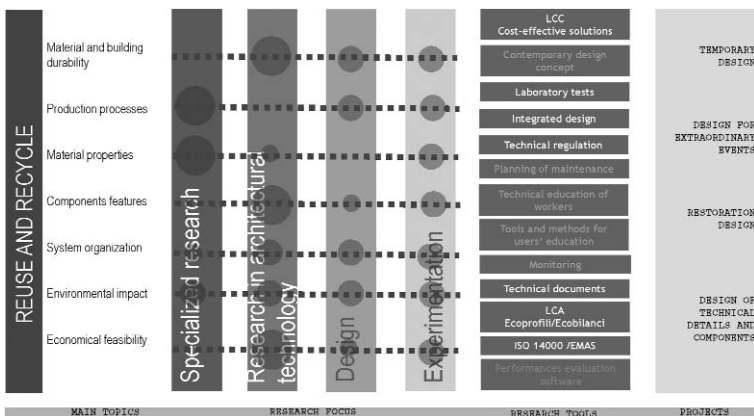 REUSE AND RECYCLE
Material and building
durability
Production processes
Material properties
Components features
System organization
Environmental impact
Economical feasibility
Specialized research
Research in architectural
technology
Design
Experimentation
LCC
Cost-effective solutions
Contemporary design
concept
Laboratory tests
Integrated design
Technical regulation
Planning of maintenance
Technical education of
workers
Tools and methods for
users' education
Monitoring
Technical documents
LCA
Ecoprofili/Ecobilanci
ISO 14000 /EMAS
Performances evaluation
software
TEMPORARY
DESIGN
DESIGN FOR
EXTRAORDINARY
EVENTS
RESTORATION
DESIGN
DESIGN OF
TECHNICAL
DETAILS AND
COMPONENTS
MAIN TOPICS
RESEARCH FOCUS
RESEARCH TOOLS
PROJECTS